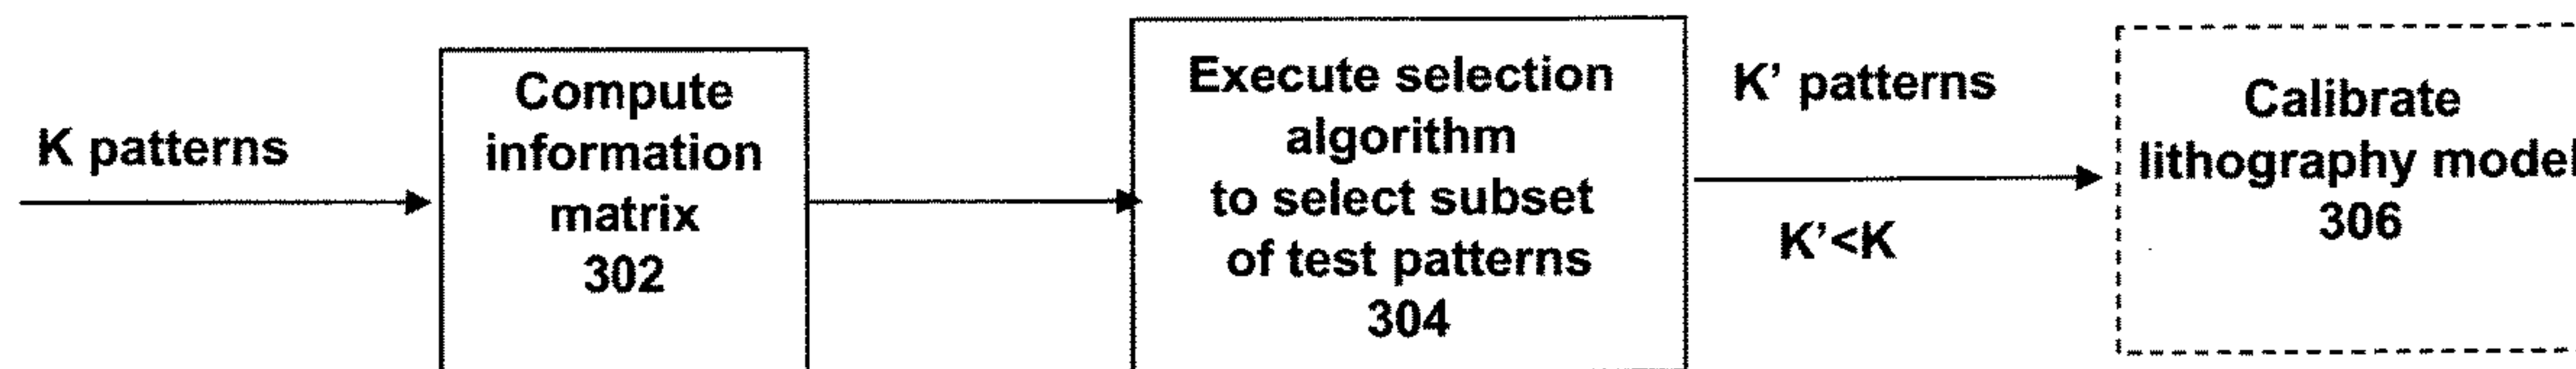 K patterns
Compute
information
matrix
302
Execute selection
algorithm
to select subset
of test patterns
304
K' patterns
K'<K
Calibrate
lithography model
306